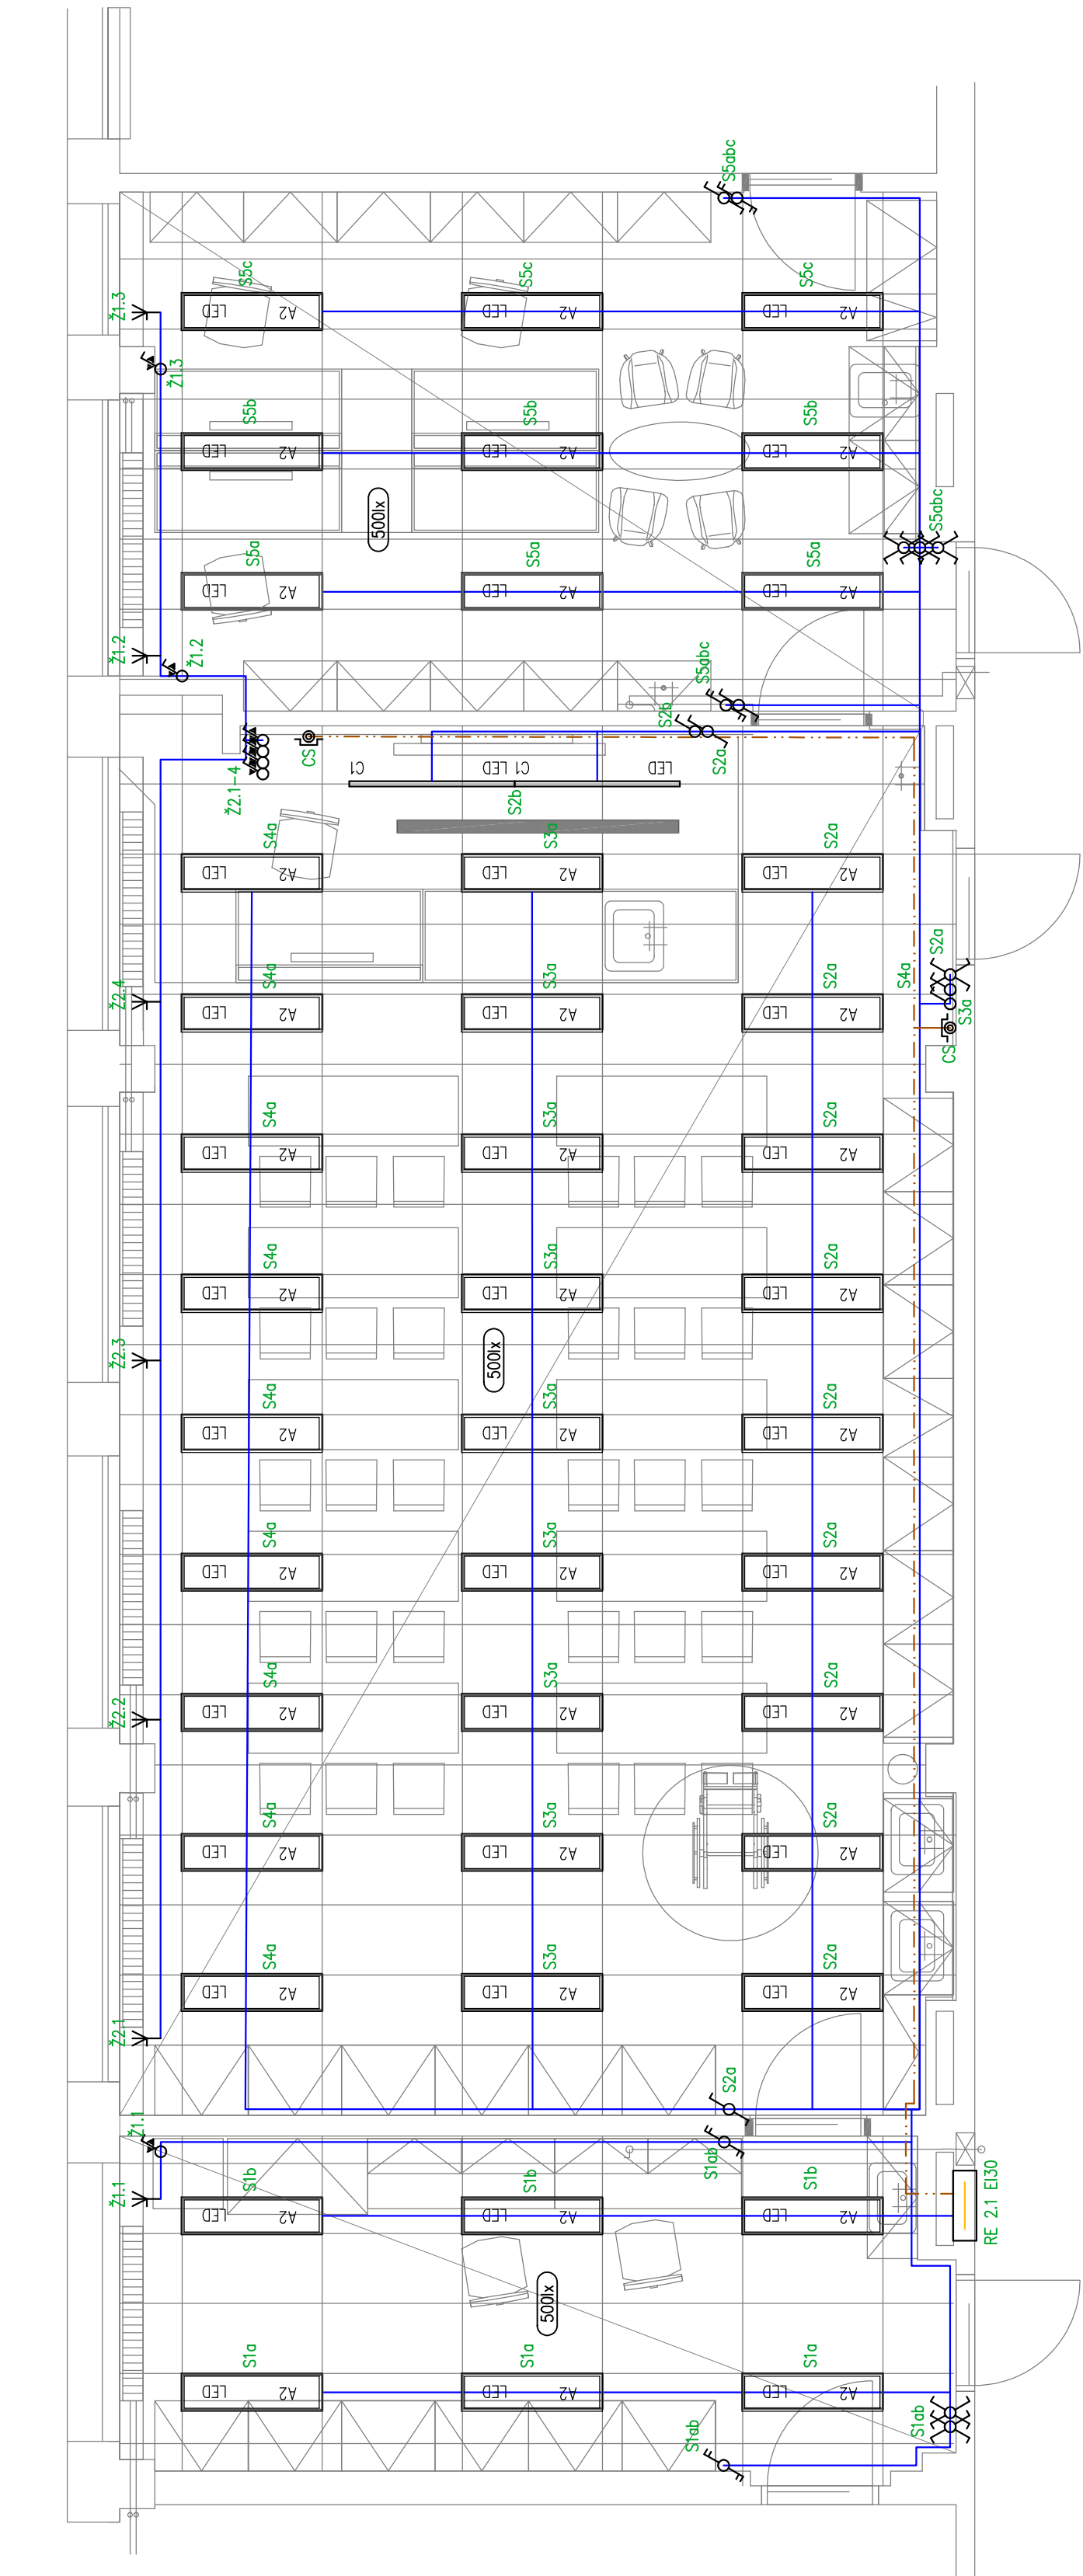 S5abc
Ž1.3
S5c
S5c
S5c
LED A2
LED A2
LED A2
Ž1.3
S5b
S5b
S5b
LED A2
LED A2
LED A2
500lx
S5abc
S5a
S5a
S5a
LED A2
LED A2
LED A2
Ž1.2
Ž1.2
S5abc
S2b
S2a
CS
C1
LED C1
LED
Ž2.1-4
S2b
S4a
S3a
S2a
LED A2
LED A2
LED A2
S2a
S4a
S4a
S3a
S2a
Ž2.4
LED A2
LED A2
LED A2
S3a
CS
S4a
S3a
S2a
LED A2
LED A2
LED A2
S4a
S3a
S2a
LED A2
LED A2
LED A2
Ž2.3
500lx
S4a
S3a
S2a
LED A2
LED A2
LED A2
S4a
S3a
S2a
LED A2
LED A2
LED A2
S4a
S3a
S2a
Ž2.2
LED A2
LED A2
LED A2
S4a
S3a
S2a
LED A2
LED A2
LED A2
S4a
S3a
S2a
LED A2
LED A2
LED A2
Ž2.1
S2a
Ž1.1
S1ab
Ž1.1
S1b
S1b
S1b
LED A2
LED A2
LED A2
RE 2.1 EI30
500lx
S1a
S1a
S1a
LED A2
LED A2
LED A2
S1ab
S1ab